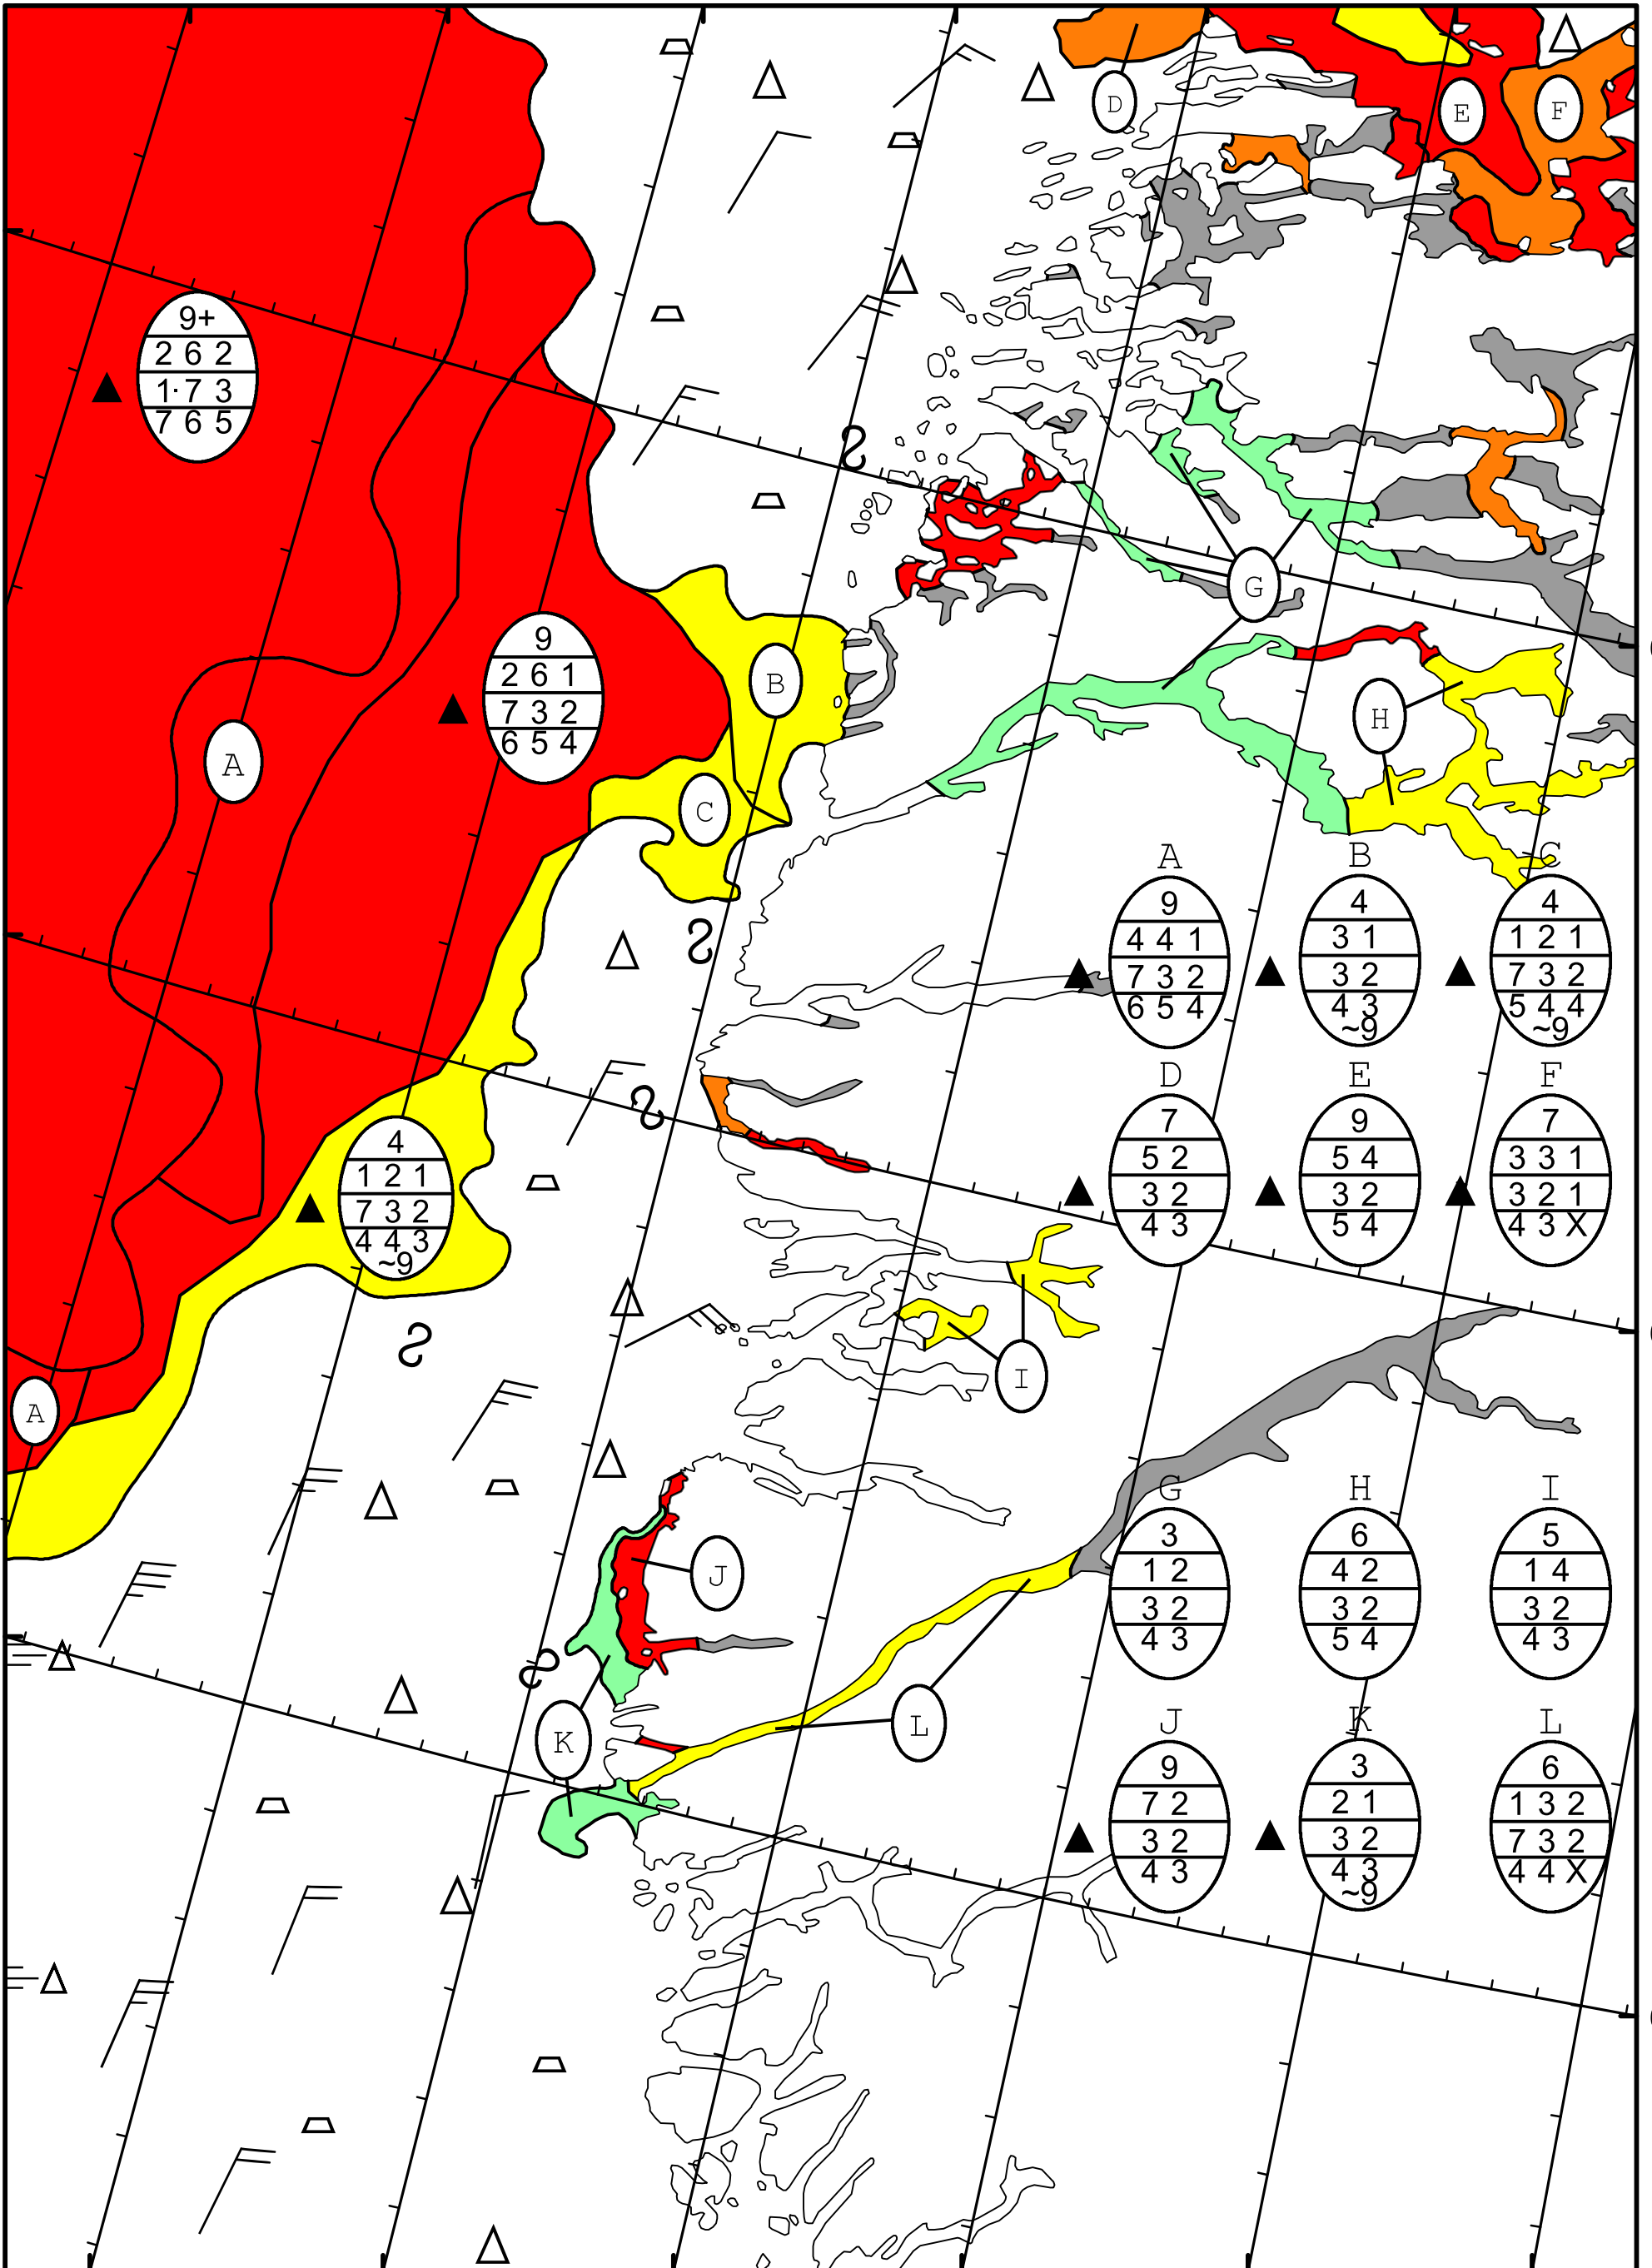 D
E
F
9+
2 6 2
1· 7 3
7 6 5
G
9
2 6 1
7 3 2
6 5 4
B
H
A
C
A
9
4 4 1
7 3 2
6 5 4
B
4
3 1
3 2
4 3
~9
C
4
1 2 1
7 3 2
5 4 4
~9
D
7
5 2
3 2
4 3
E
9
5 4
3 2
5 4
F
7
3 3 1
3 2 1
4 3 X
4
1 2 1
7 3 2
4 4 3
~9
I
A
G
3
1 2
3 2
4 3
H
6
4 2
3 2
5 4
I
5
1 4
3 2
4 3
J
L
K
J
9
7 2
3 2
4 3
K
3
2 1
3 2
4 3
~9
L
6
1 3 2
7 3 2
4 4 X